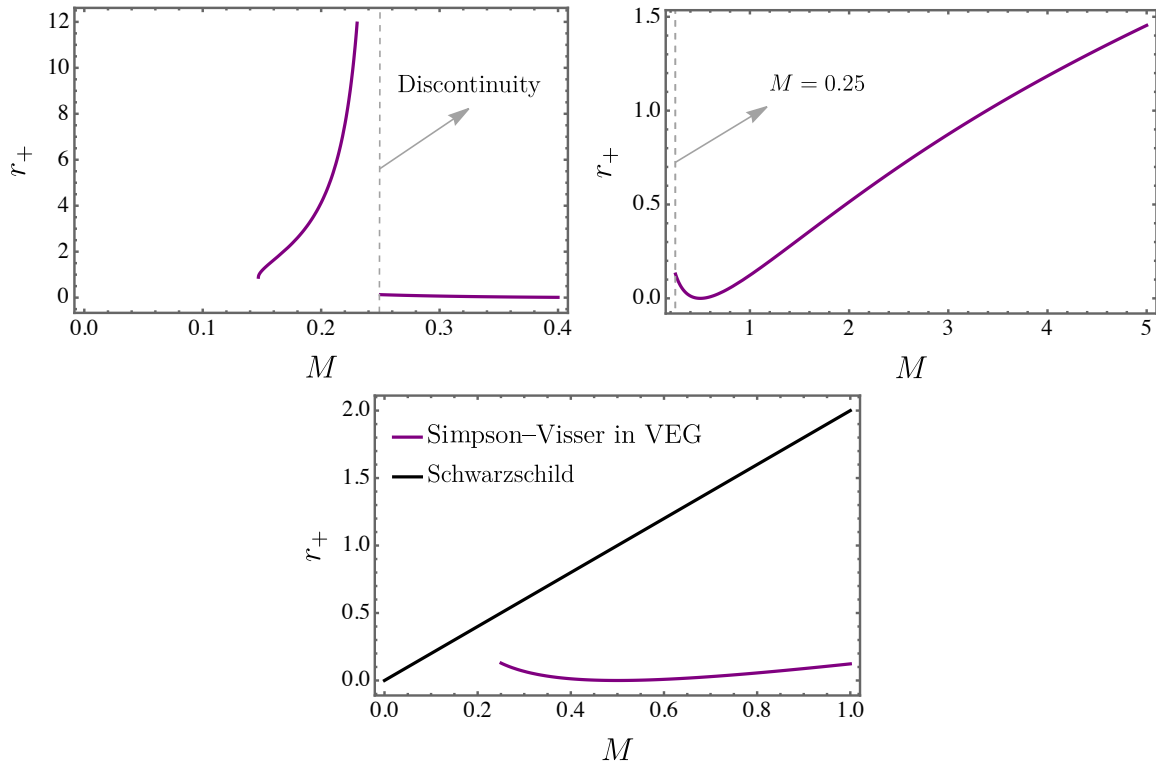 12
10
8
6
4
2
0
r₊
0.0 0.1 0.2 0.3 0.4
M
Discontinuity
1.5
1.0
0.5
0.0
r₊
1 2 3 4 5
M
M = 0.25
2.0
1.5
1.0
0.5
0.0
r₊
0.0 0.2 0.4 0.6 0.8 1.0
M
Simpson–Visser in VEG
Schwarzschild